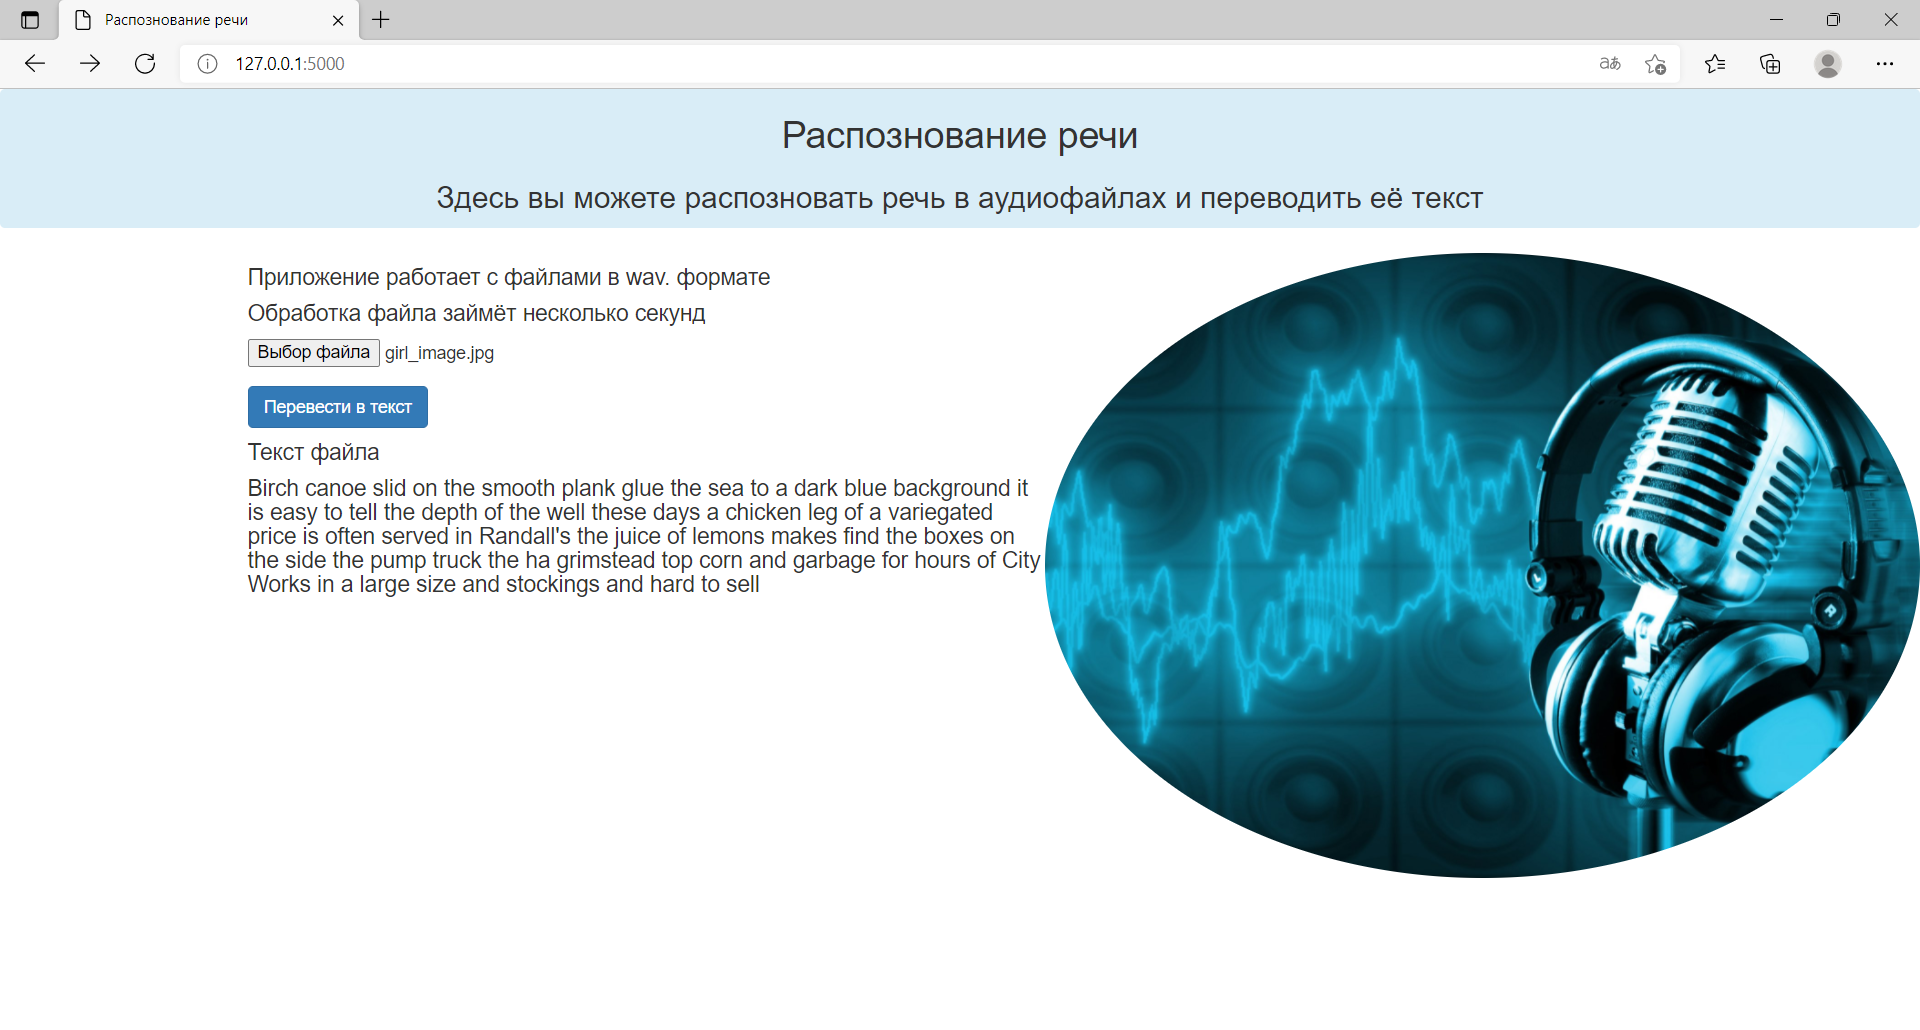 Распознование речи
127.0.0.1:5000
aあ
Распознование речи
Здесь вы можете распозновать речь в аудиофайлах и переводить её текст
Приложение работает с файлами в wav. формате
Обработка файла займёт несколько секунд
Выбор файла girl_image.jpg
Перевести в текст
Текст файла
Birch canoe slid on the smooth plank glue the sea to a dark blue background it
is easy to tell the depth of the well these days a chicken leg of a variegated
price is often served in Randall's the juice of lemons makes find the boxes on
the side the pump truck the ha grimstead top corn and garbage for hours of City
Works in a large size and stockings and hard to sell
L
R